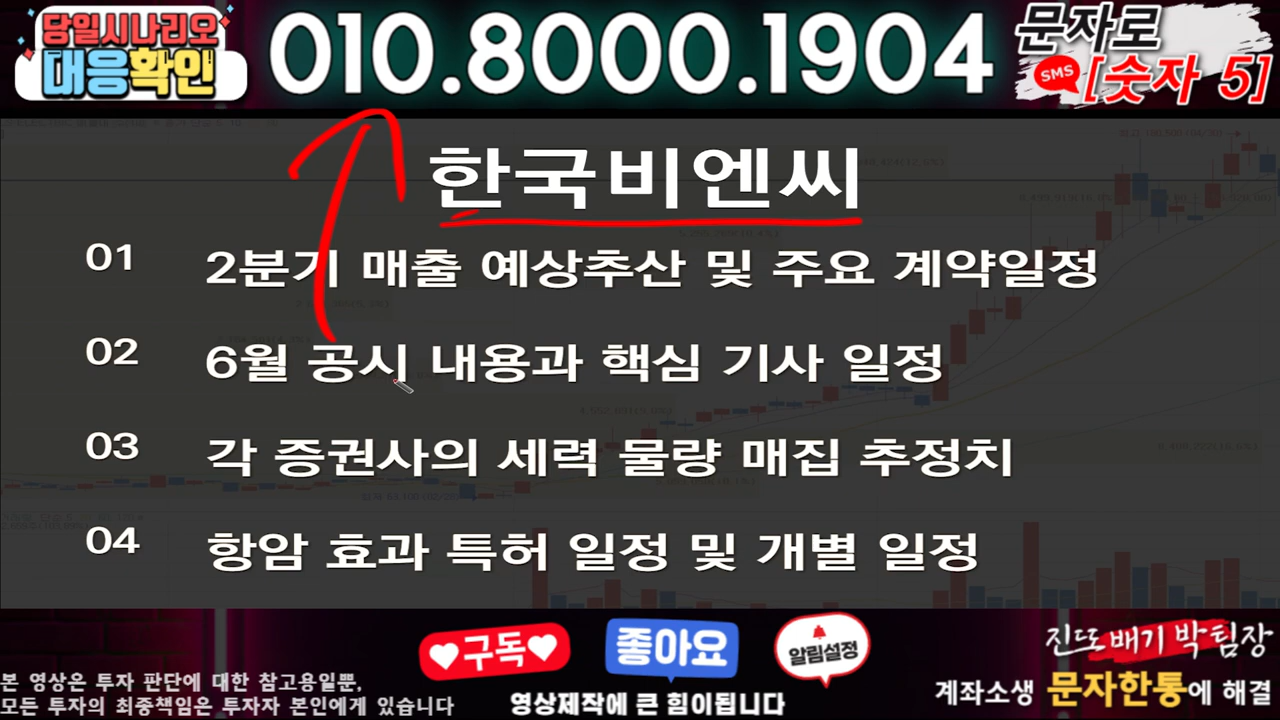 당일시나리오
대응확인
010.8000.1904
문자로
SMS
[숫자 5]
한국비엔씨
01 2분기 매출 예상추산 및 주요 계약일정
02 6월 공시 내용과 핵심 기사 일정
03 각 증권사의 세력 물량 매집 추정치
04 항암 효과 특허 일정 및 개별 일정
구독
좋아요
알림설정
영상제작에 큰 힘이됩니다
본 영상은 투자 판단에 대한 참고용일뿐,
모든 투자의 최종책임은 투자자 본인에게 있습니다
진또배기 박팀장
계좌소생 문자한통에 해결